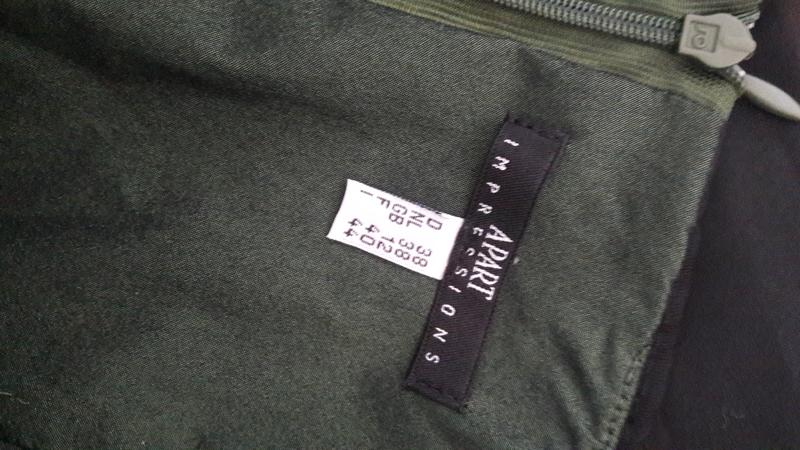 APART
IMPRESSIONS
D 38
NL 38
GB 12
F 40
I 44